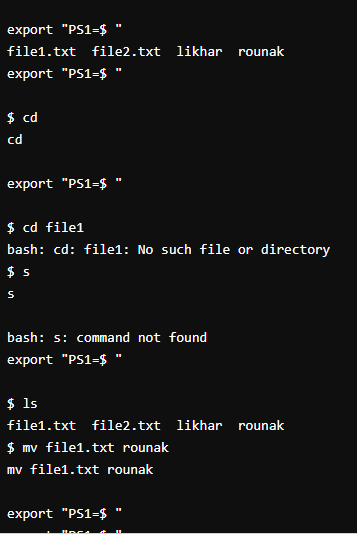 export "PS1=$ "
file1.txt  file2.txt  likhar  rounak
export "PS1=$ "
$ cd
cd
export "PS1=$ "
$ cd file1
bash: cd: file1: No such file or directory
$ s
s
bash: s: command not found
export "PS1=$ "
$ ls
file1.txt  file2.txt  likhar  rounak
$ mv file1.txt rounak
mv file1.txt rounak
export "PS1=$ "